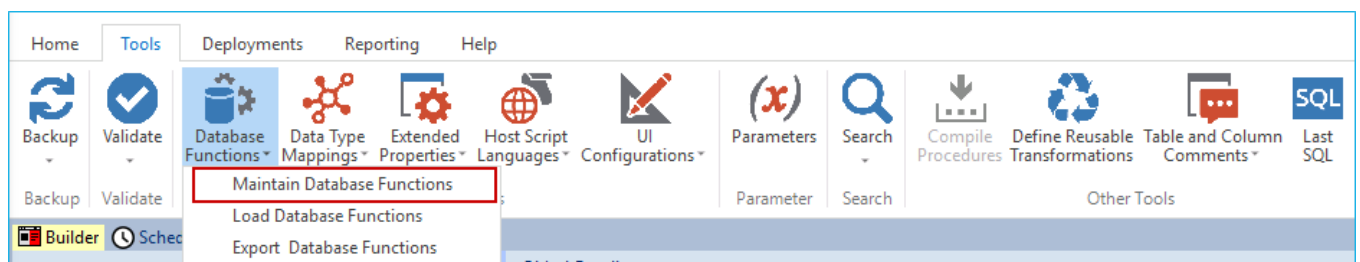 Home Tools Deployments Reporting Help
(x) SQL
Backup Validate Database Functions Data Type Mappings Extended Properties Host Script Languages UI Configurations Parameters Search Compile Procedures Define Reusable Transformations Table and Column Comments Last SQL
Maintain Database Functions
Backup Validate Parameter Search Other Tools
Load Database Functions
Builder
Export Database Functions